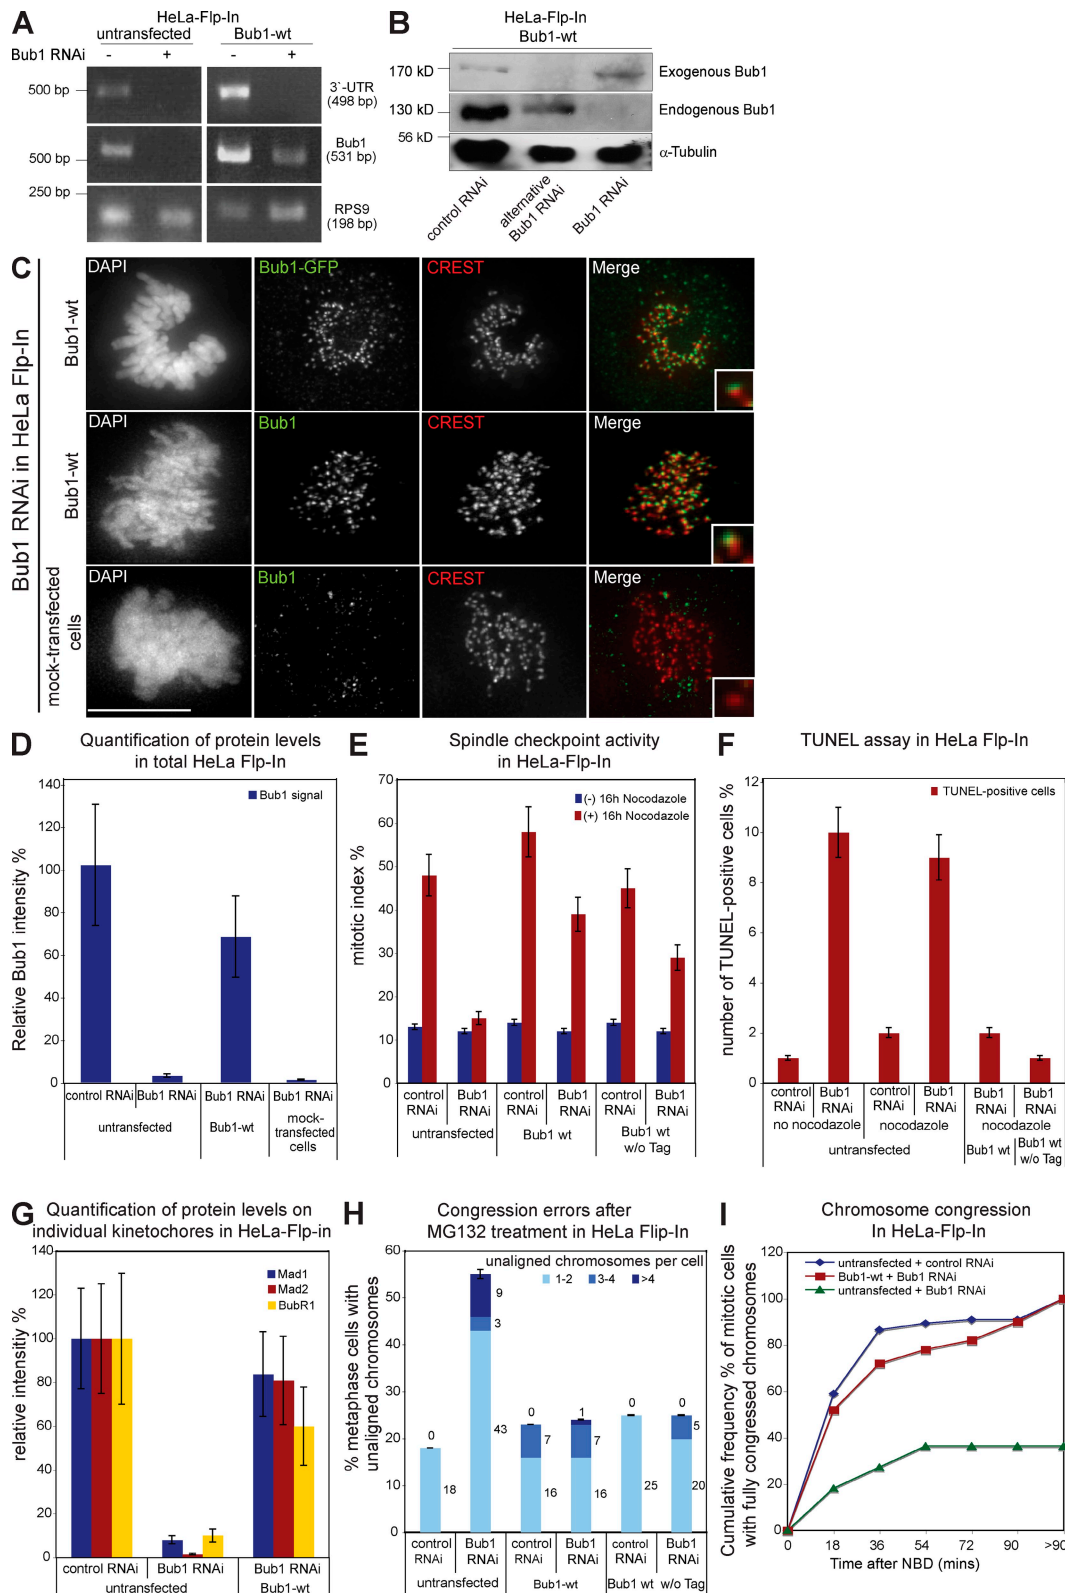 A
HeLa-Flp-In
untransfected Bub1-wt
Bub1 RNAi - + - +
500 bp
3`-UTR
(498 bp)
500 bp
Bub1
(531 bp)
250 bp
RPS9
(198 bp)
B
HeLa-Flp-In
Bub1-wt
170 kD
Exogenous Bub1
130 kD
Endogenous Bub1
56 kD
α-Tubulin
control RNAi
alternative
Bub1 RNAi
Bub1 RNAi
C
Bub1 RNAi in HeLa Flp-In
Bub1-wt
DAPI Bub1-GFP CREST Merge
Bub1-wt
DAPI Bub1 CREST Merge
mock-transfected
cells
DAPI Bub1 CREST Merge
D
Quantification of protein levels
in total HeLa Flp-In
Relative Bub1 intensity %
140
120
100
80
60
40
20
0
Bub1 signal
control RNAi Bub1 RNAi Bub1 RNAi Bub1 RNAi
untransfected Bub1-wt mock-
transfected
cells
E
Spindle checkpoint activity
in HeLa-Flp-In
mitotic index %
70
60
50
40
30
20
10
0
(-) 16h Nocodazole
(+) 16h Nocodazole
control
RNAi
Bub1
RNAi
control
RNAi
Bub1
RNAi
control
RNAi
Bub1
RNAi
untransfected Bub1 wt Bub1 wt
w/o Tag
F
TUNEL assay in HeLa Flp-In
number of TUNEL-positive cells %
12
10
8
6
4
2
0
TUNEL-positive cells
control
RNAi
Bub1
RNAi
control
RNAi
Bub1
RNAi
Bub1
RNAi
Bub1
RNAi
no nocodazole nocodazole nocodazole
untransfected Bub1 wt Bub1 wt
w/o Tag
G
Quantification of protein levels on
individual kinetochores in HeLa-Flp-in
relative intensity %
140
120
100
80
60
40
20
0
Mad1
Mad2
BubR1
control RNAi Bub1 RNAi Bub1 RNAi
untransfected Bub1-wt
H
Congression errors after
MG132 treatment in HeLa Flip-In
% metaphase cells with
unaligned chromosomes
60
50
40
30
20
10
0
unaligned chromosomes per cell
1-2 3-4 >4
0
18
9
3
43
0
7
16
1
7
16
0
25
0
5
20
control
RNAi
Bub1
RNAi
control
RNAi
Bub1
RNAi
control
RNAi
Bub1
RNAi
untransfected Bub1-wt Bub1 wt w/o Tag
I
Chromosome congression
In HeLa-Flp-In
Cumulative frequency % of mitotic cells
with fully congressed chromosomes
120
100
80
60
40
20
0
untransfected + control RNAi
Bub1-wt + Bub1 RNAi
untransfected + Bub1 RNAi
0 18 36 54 72 90 >90
Time after NBD (mins)